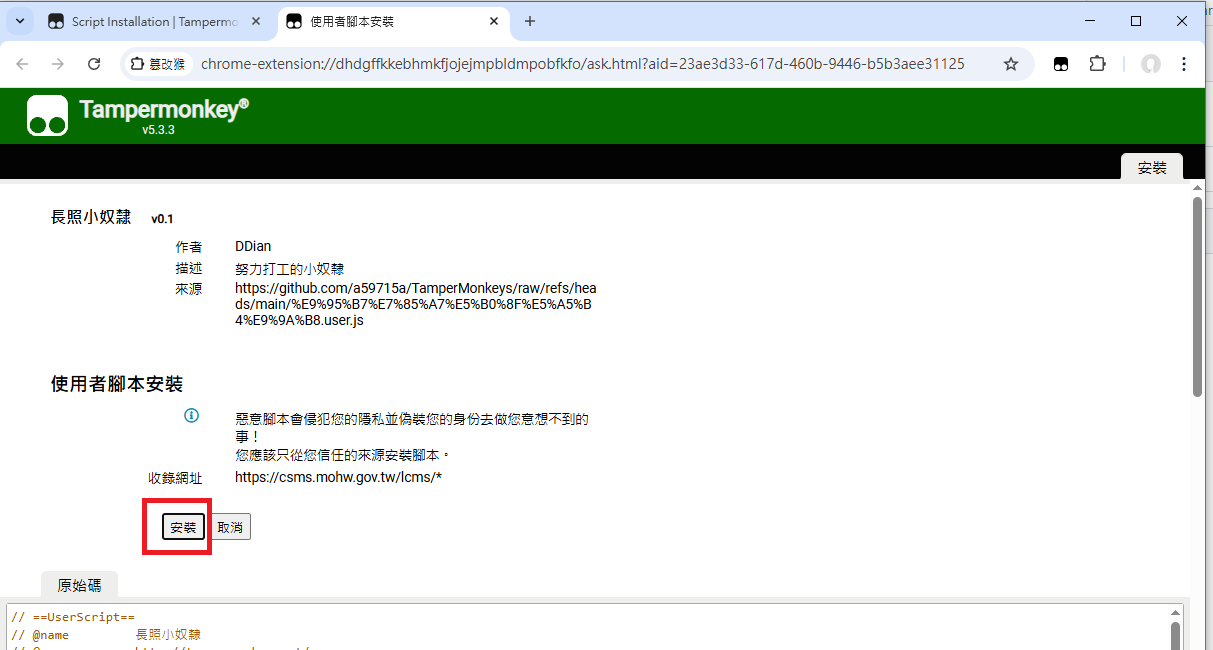 Script Installation | Tampermo
使用者腳本安裝
竄改猴
chrome-extension://dhdgffkkebhmkfjojejmpbldmpobfkfo/ask.html?aid=23ae3d33-617d-460b-9446-b5b3aee31125
Tampermonkey®
v5.3.3
安裝
長照小奴隸 v0.1
作者 DDian
描述 努力打工的小奴隸
來源 https://github.com/a59715a/TamperMonkeys/raw/refs/hea
ds/main/%E9%95%B7%E7%85%A7%E5%B0%8F%E5%A5%B
4%E9%9A%B8.user.js
使用者腳本安裝
惡意腳本會侵犯您的隱私並偽裝您的身份去做您意想不到的
事！
您應該只從您信任的來源安裝腳本。
收錄網址 https://csms.mohw.gov.tw/lcms/*
安裝 取消
原始碼
// ==UserScript==
// @name 長照小奴隸